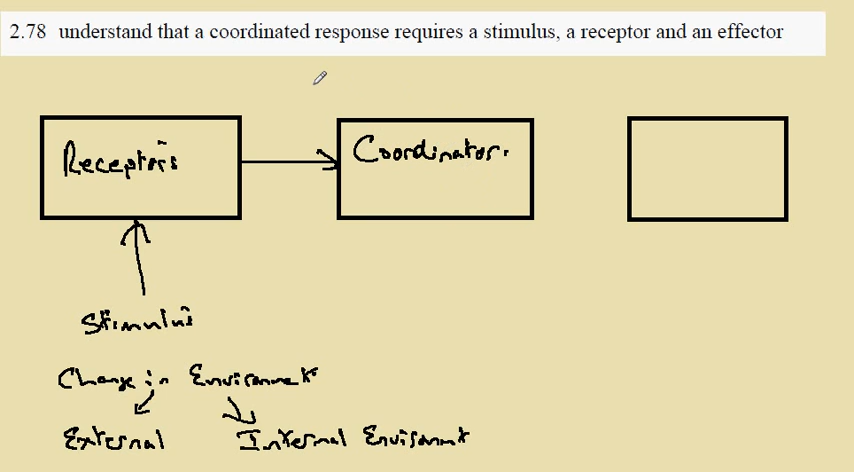 2.78 understand that a coordinated response requires a stimulus, a receptor and an effector
Receptors
Coordinator.
Stimulus
Change in Environment
External
Internal Environment